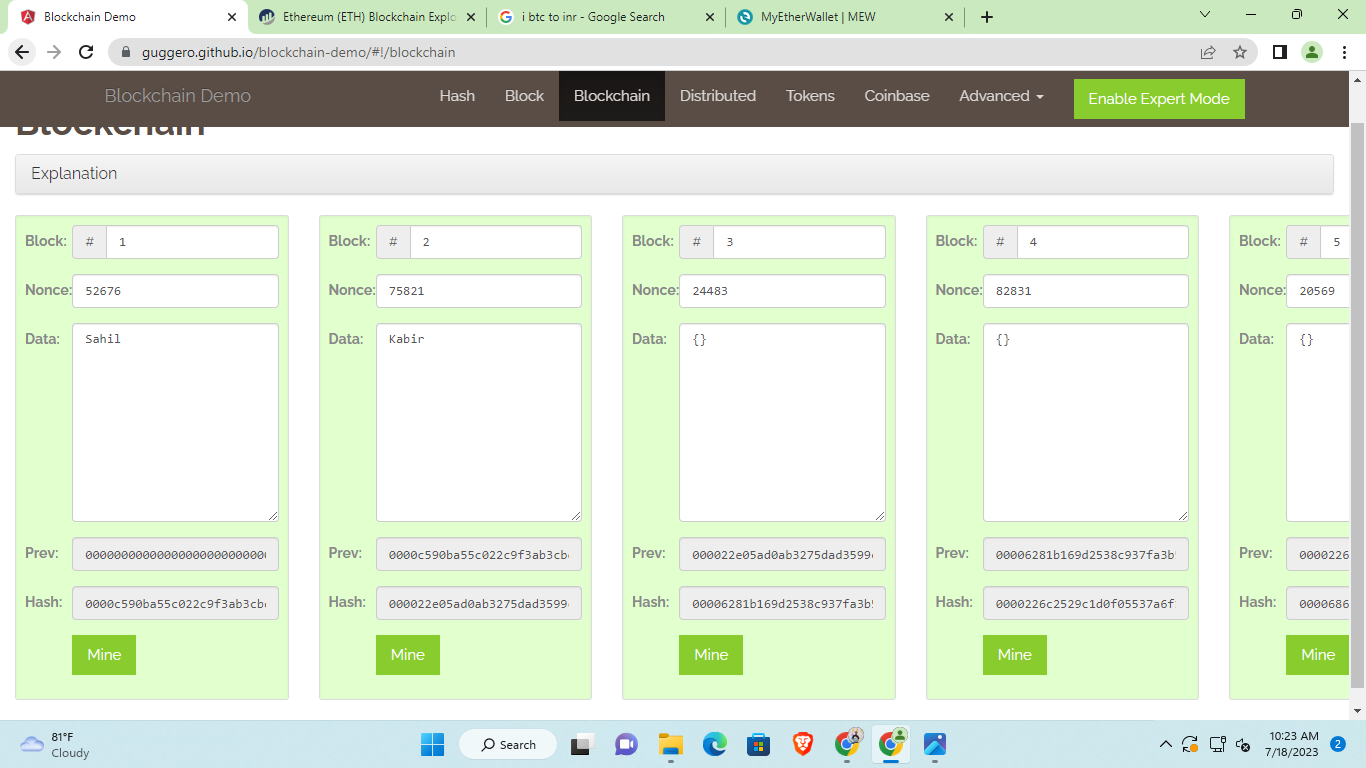 Blockchain Demo
Ethereum (ETH) Blockchain Explo
i btc to inr - Google Search
MyEtherWallet | MEW
guggero.github.io/blockchain-demo/#!/blockchain
Blockchain Demo
Hash Block Blockchain Distributed Tokens Coinbase Advanced
Enable Expert Mode
Blockchain
Explanation
Block: # 1 Block: # 2 Block: # 3 Block: # 4 Block: # 5
Nonce: 52676 Nonce: 75821 Nonce: 24483 Nonce: 82831 Nonce: 20569
Data: Sahil Data: Kabir Data: {} Data: {} Data: {}
Prev: 00000000000000000000000000 Prev: 0000c590ba55c022c9f3ab3cb Prev: 000022e05ad0ab3275dad3599 Prev: 00006281b169d2538c937fa3b Prev: 0000226
Hash: 0000c590ba55c022c9f3ab3cb Hash: 000022e05ad0ab3275dad3599 Hash: 00006281b169d2538c937fa3b Hash: 0000226c2529c1d0f05537a6f Hash: 0000686
Mine Mine Mine Mine Mine
81°F
Cloudy
Search
10:23 AM
7/18/2023
2